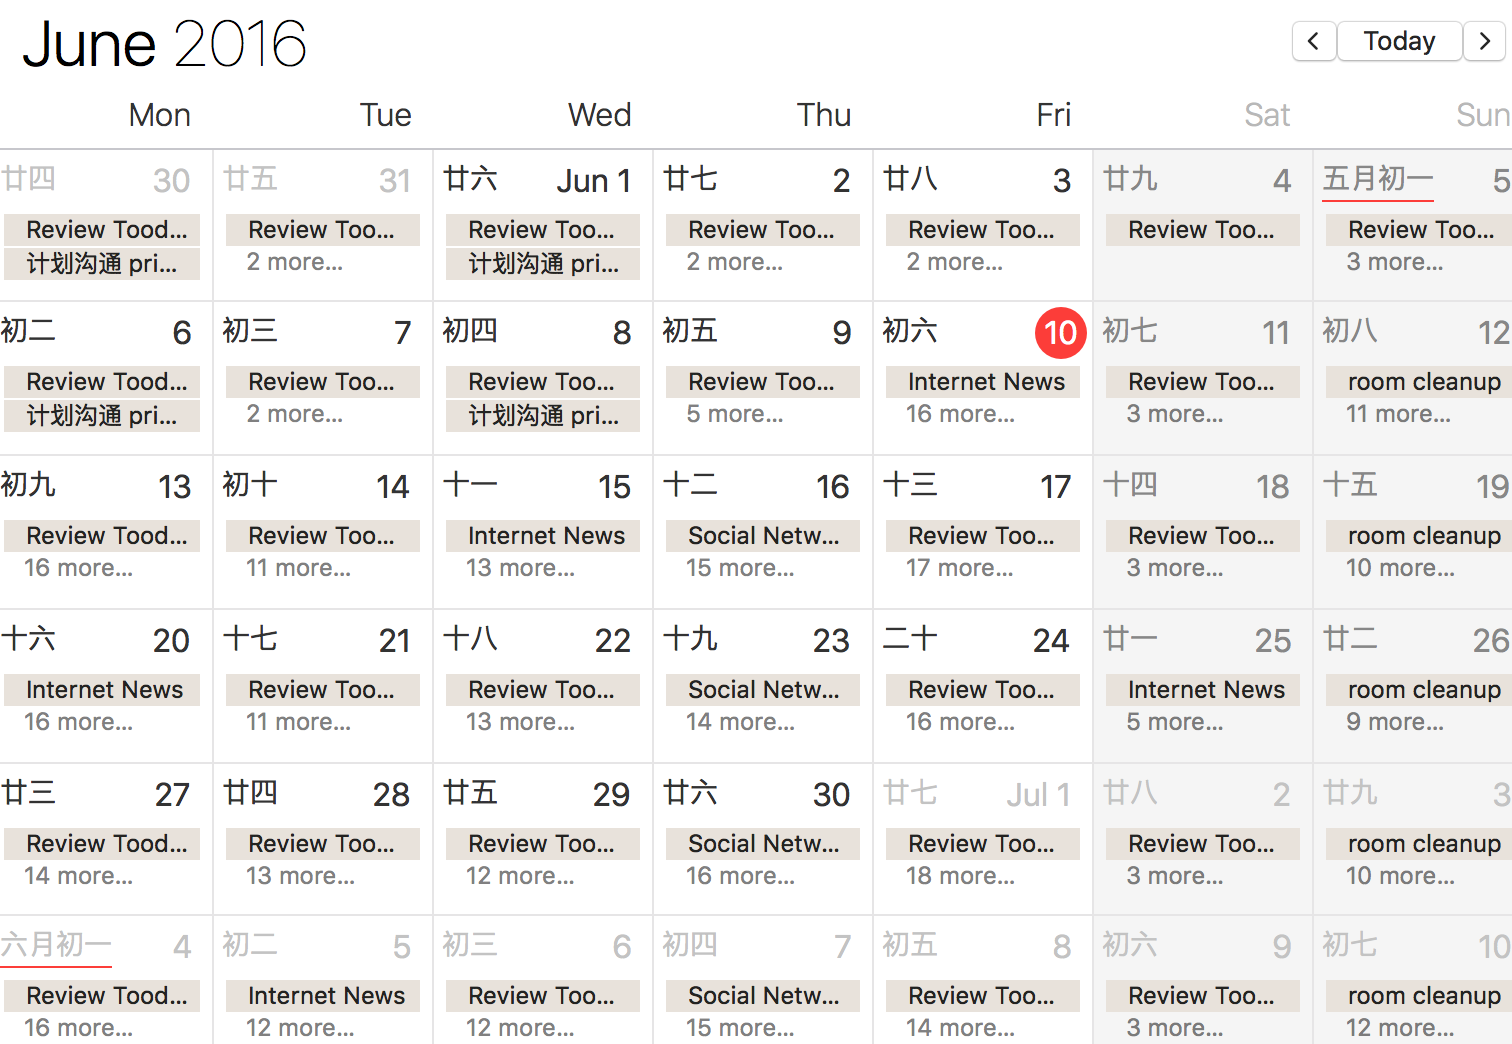 June 2016
Today
Mon Tue Wed Thu Fri Sat Sun
廿四 30 廿五 31 廿六 Jun 1 廿七 2 廿八 3 廿九 4 五月初一 5
Review Tood... Review Too... Review Too... Review Too... Review Too... Review Too... Review Too...
计划沟通 pri... 2 more... 计划沟通 pri... 2 more... 2 more... 3 more...
初二 6 初三 7 初四 8 初五 9 初六 10 初七 11 初八 12
Review Tood... Review Too... Review Too... Review Too... Internet News Review Too... room cleanup
计划沟通 pri... 2 more... 计划沟通 pri... 5 more... 16 more... 3 more... 11 more...
初九 13 初十 14 十一 15 十二 16 十三 17 十四 18 十五 19
Review Tood... Review Too... Internet News Social Netw... Review Too... Review Too... room cleanup
16 more... 11 more... 13 more... 15 more... 17 more... 3 more... 10 more...
十六 20 十七 21 十八 22 十九 23 二十 24 廿一 25 廿二 26
Internet News Review Too... Review Too... Social Netw... Review Too... Internet News room cleanup
16 more... 11 more... 13 more... 14 more... 16 more... 5 more... 9 more...
廿三 27 廿四 28 廿五 29 廿六 30 廿七 Jul 1 廿八 2 廿九 3
Review Tood... Review Too... Review Too... Social Netw... Review Too... Review Too... room cleanup
14 more... 13 more... 12 more... 16 more... 18 more... 3 more... 10 more...
六月初一 4 初二 5 初三 6 初四 7 初五 8 初六 9 初七 10
Review Tood... Internet News Review Too... Social Netw... Review Too... Review Too... room cleanup
16 more... 12 more... 12 more... 15 more... 14 more... 3 more... 12 more...